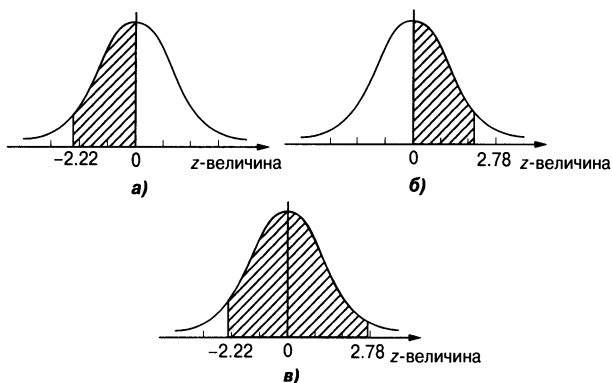 −2.22 0 z-величина
а)
0 2.78 z-величина
б)
−2.22 0 2.78 z-величина
в)